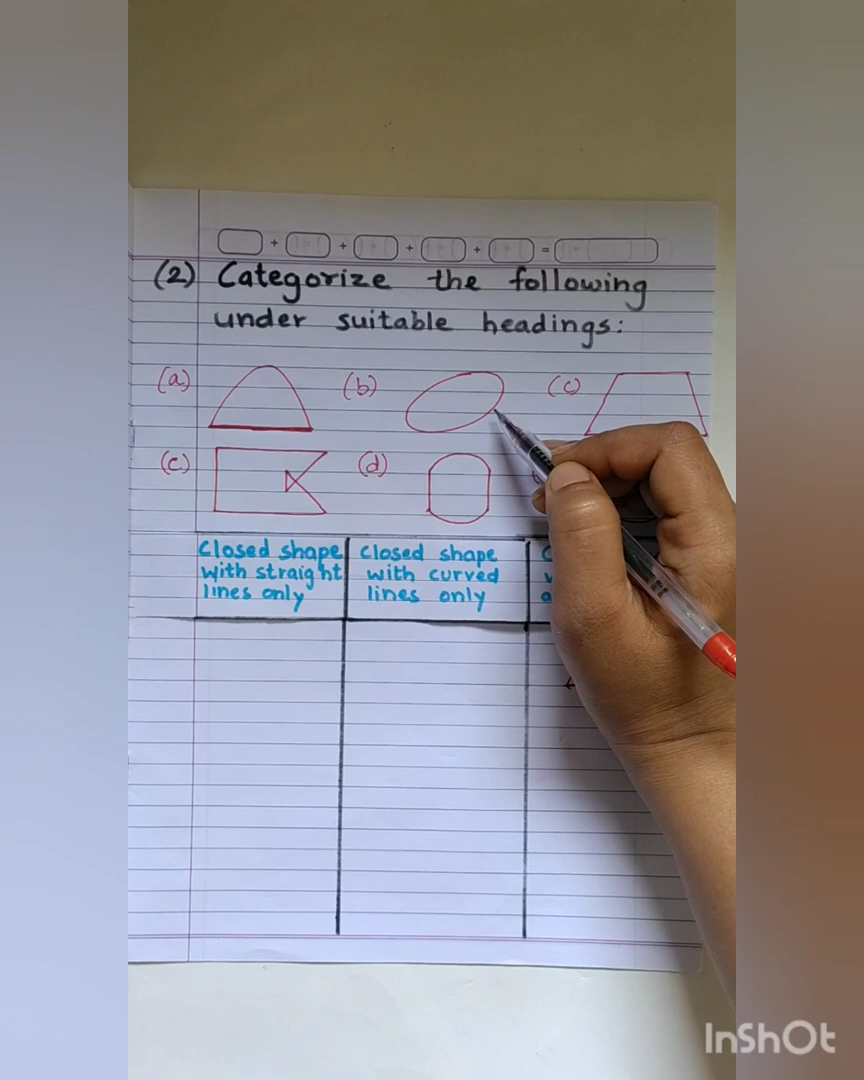 (2) Categorize the following
under suitable headings:
(a) (b) (c)
(c) (d)
Closed shape
with straight
lines only
Closed shape
with curved
lines only
InShOt